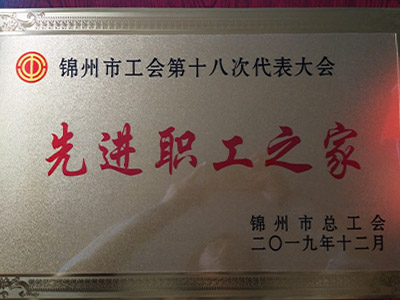 锦州市工会第十八次代表大会
先进职工之家
锦州市总工会
二〇一九年十二月